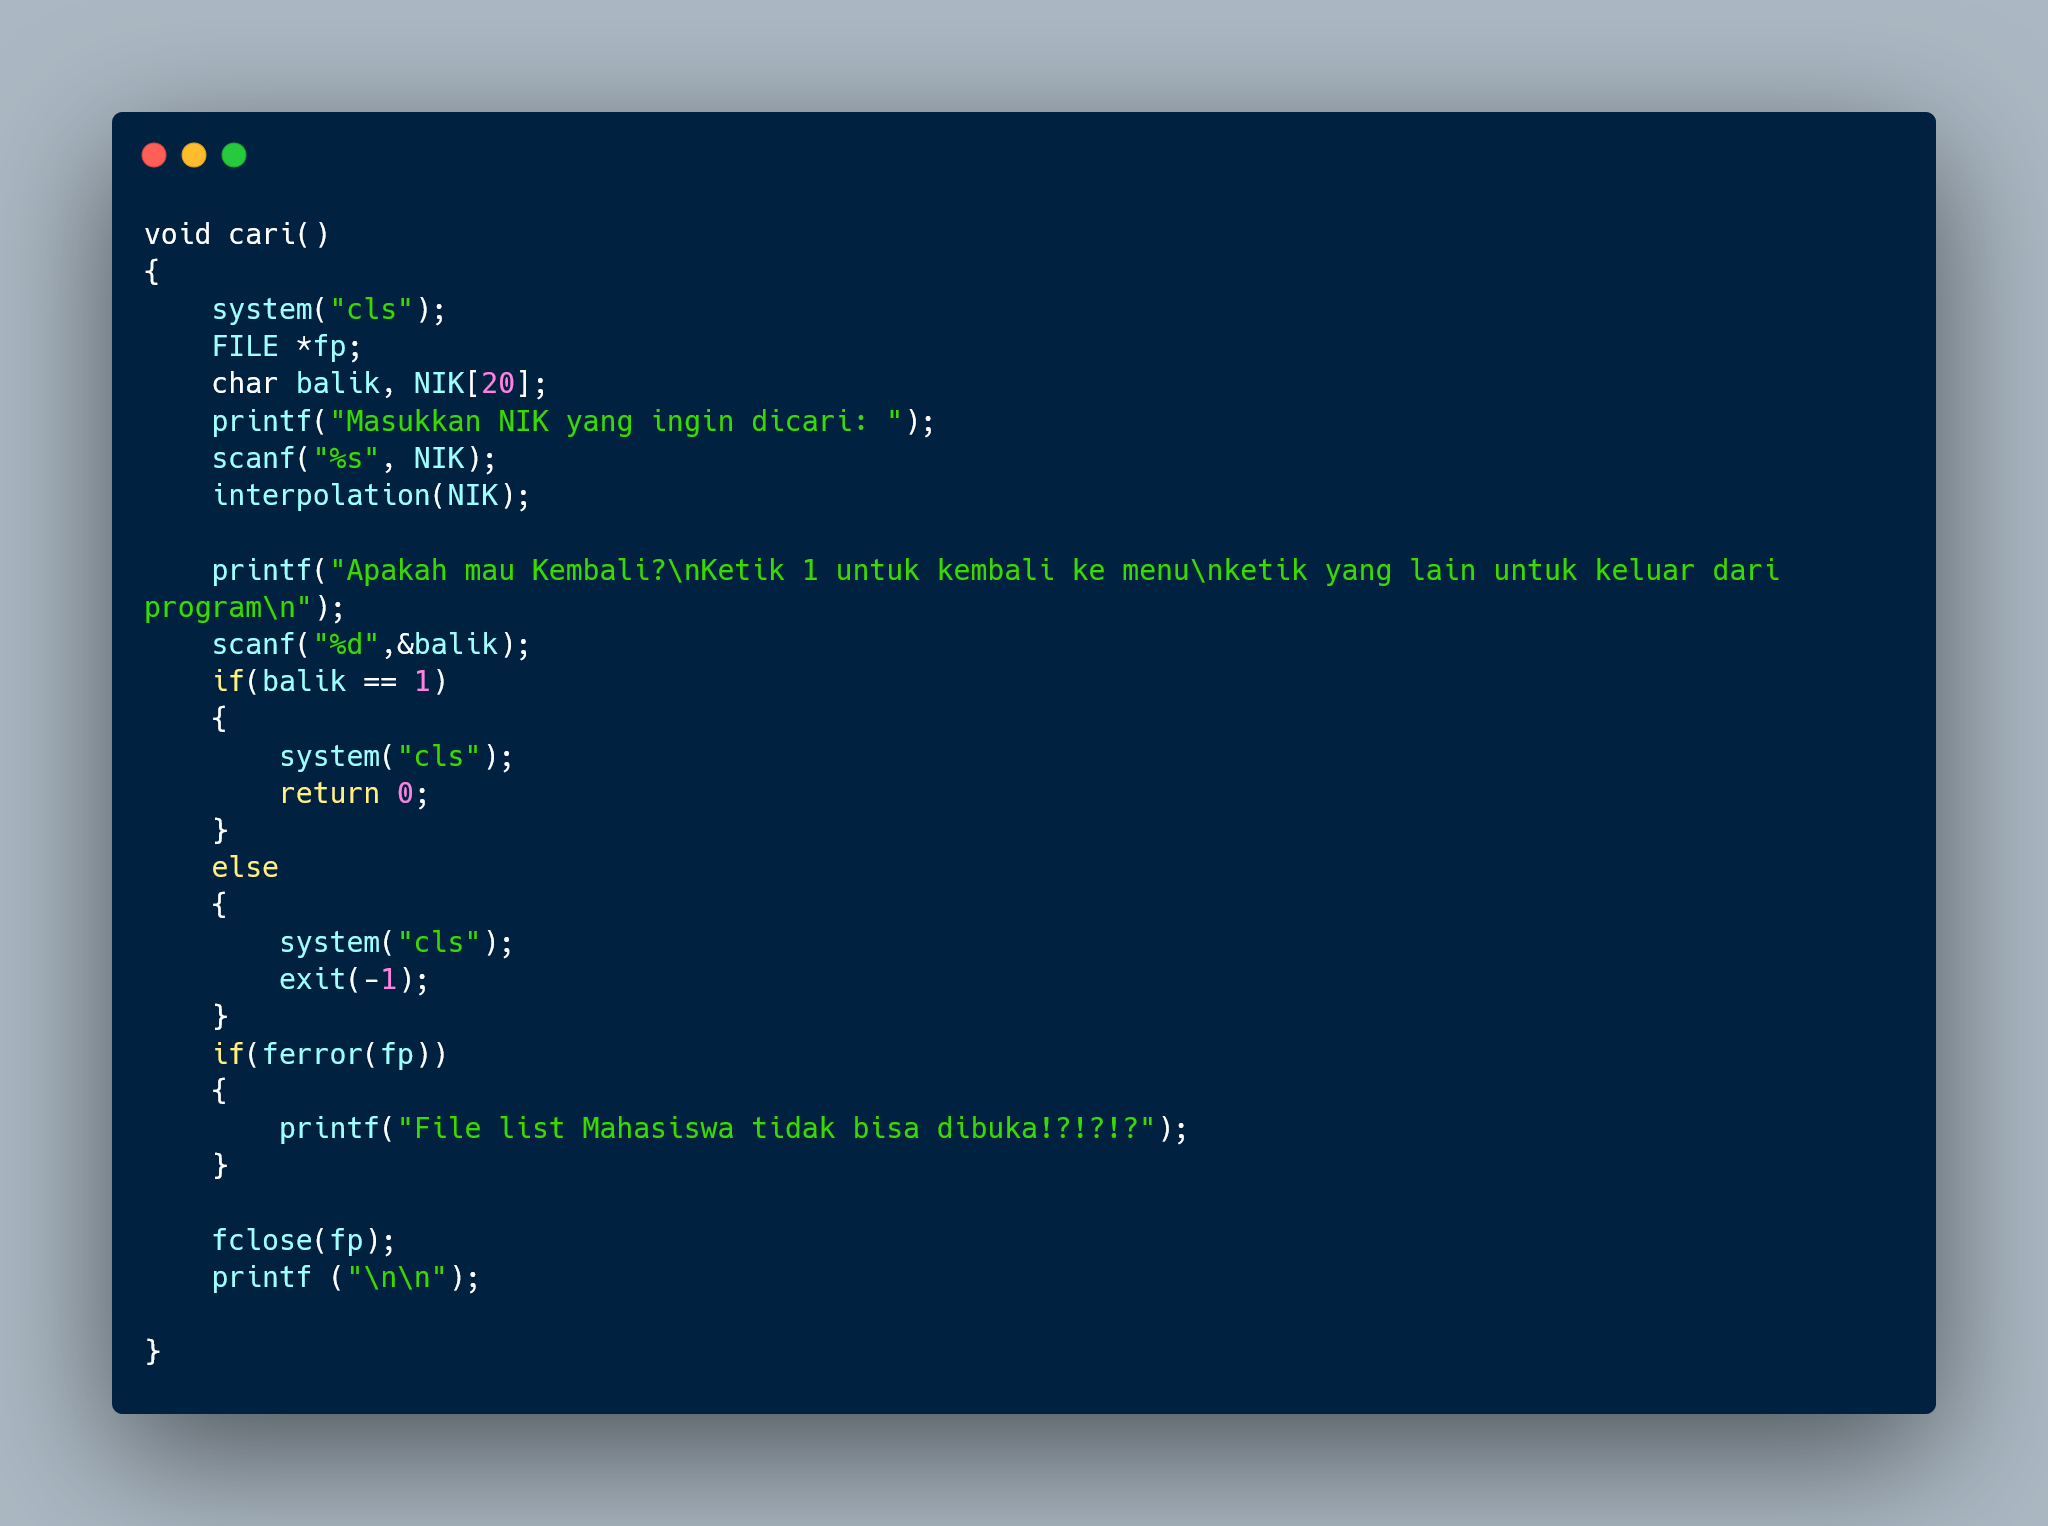 void cari()
{
    system("cls");
    FILE *fp;
    char balik, NIK[20];
    printf("Masukkan NIK yang ingin dicari: ");
    scanf("%s", NIK);
    interpolation(NIK);

    printf("Apakah mau Kembali?\nKetik 1 untuk kembali ke menu\nketik yang lain untuk keluar dari
program\n");
    scanf("%d",&balik);
    if(balik == 1)
    {
        system("cls");
        return 0;
    }
    else
    {
        system("cls");
        exit(-1);
    }
    if(ferror(fp))
    {
        printf("File list Mahasiswa tidak bisa dibuka!?!?!?");
    }

    fclose(fp);
    printf ("\n\n");

}